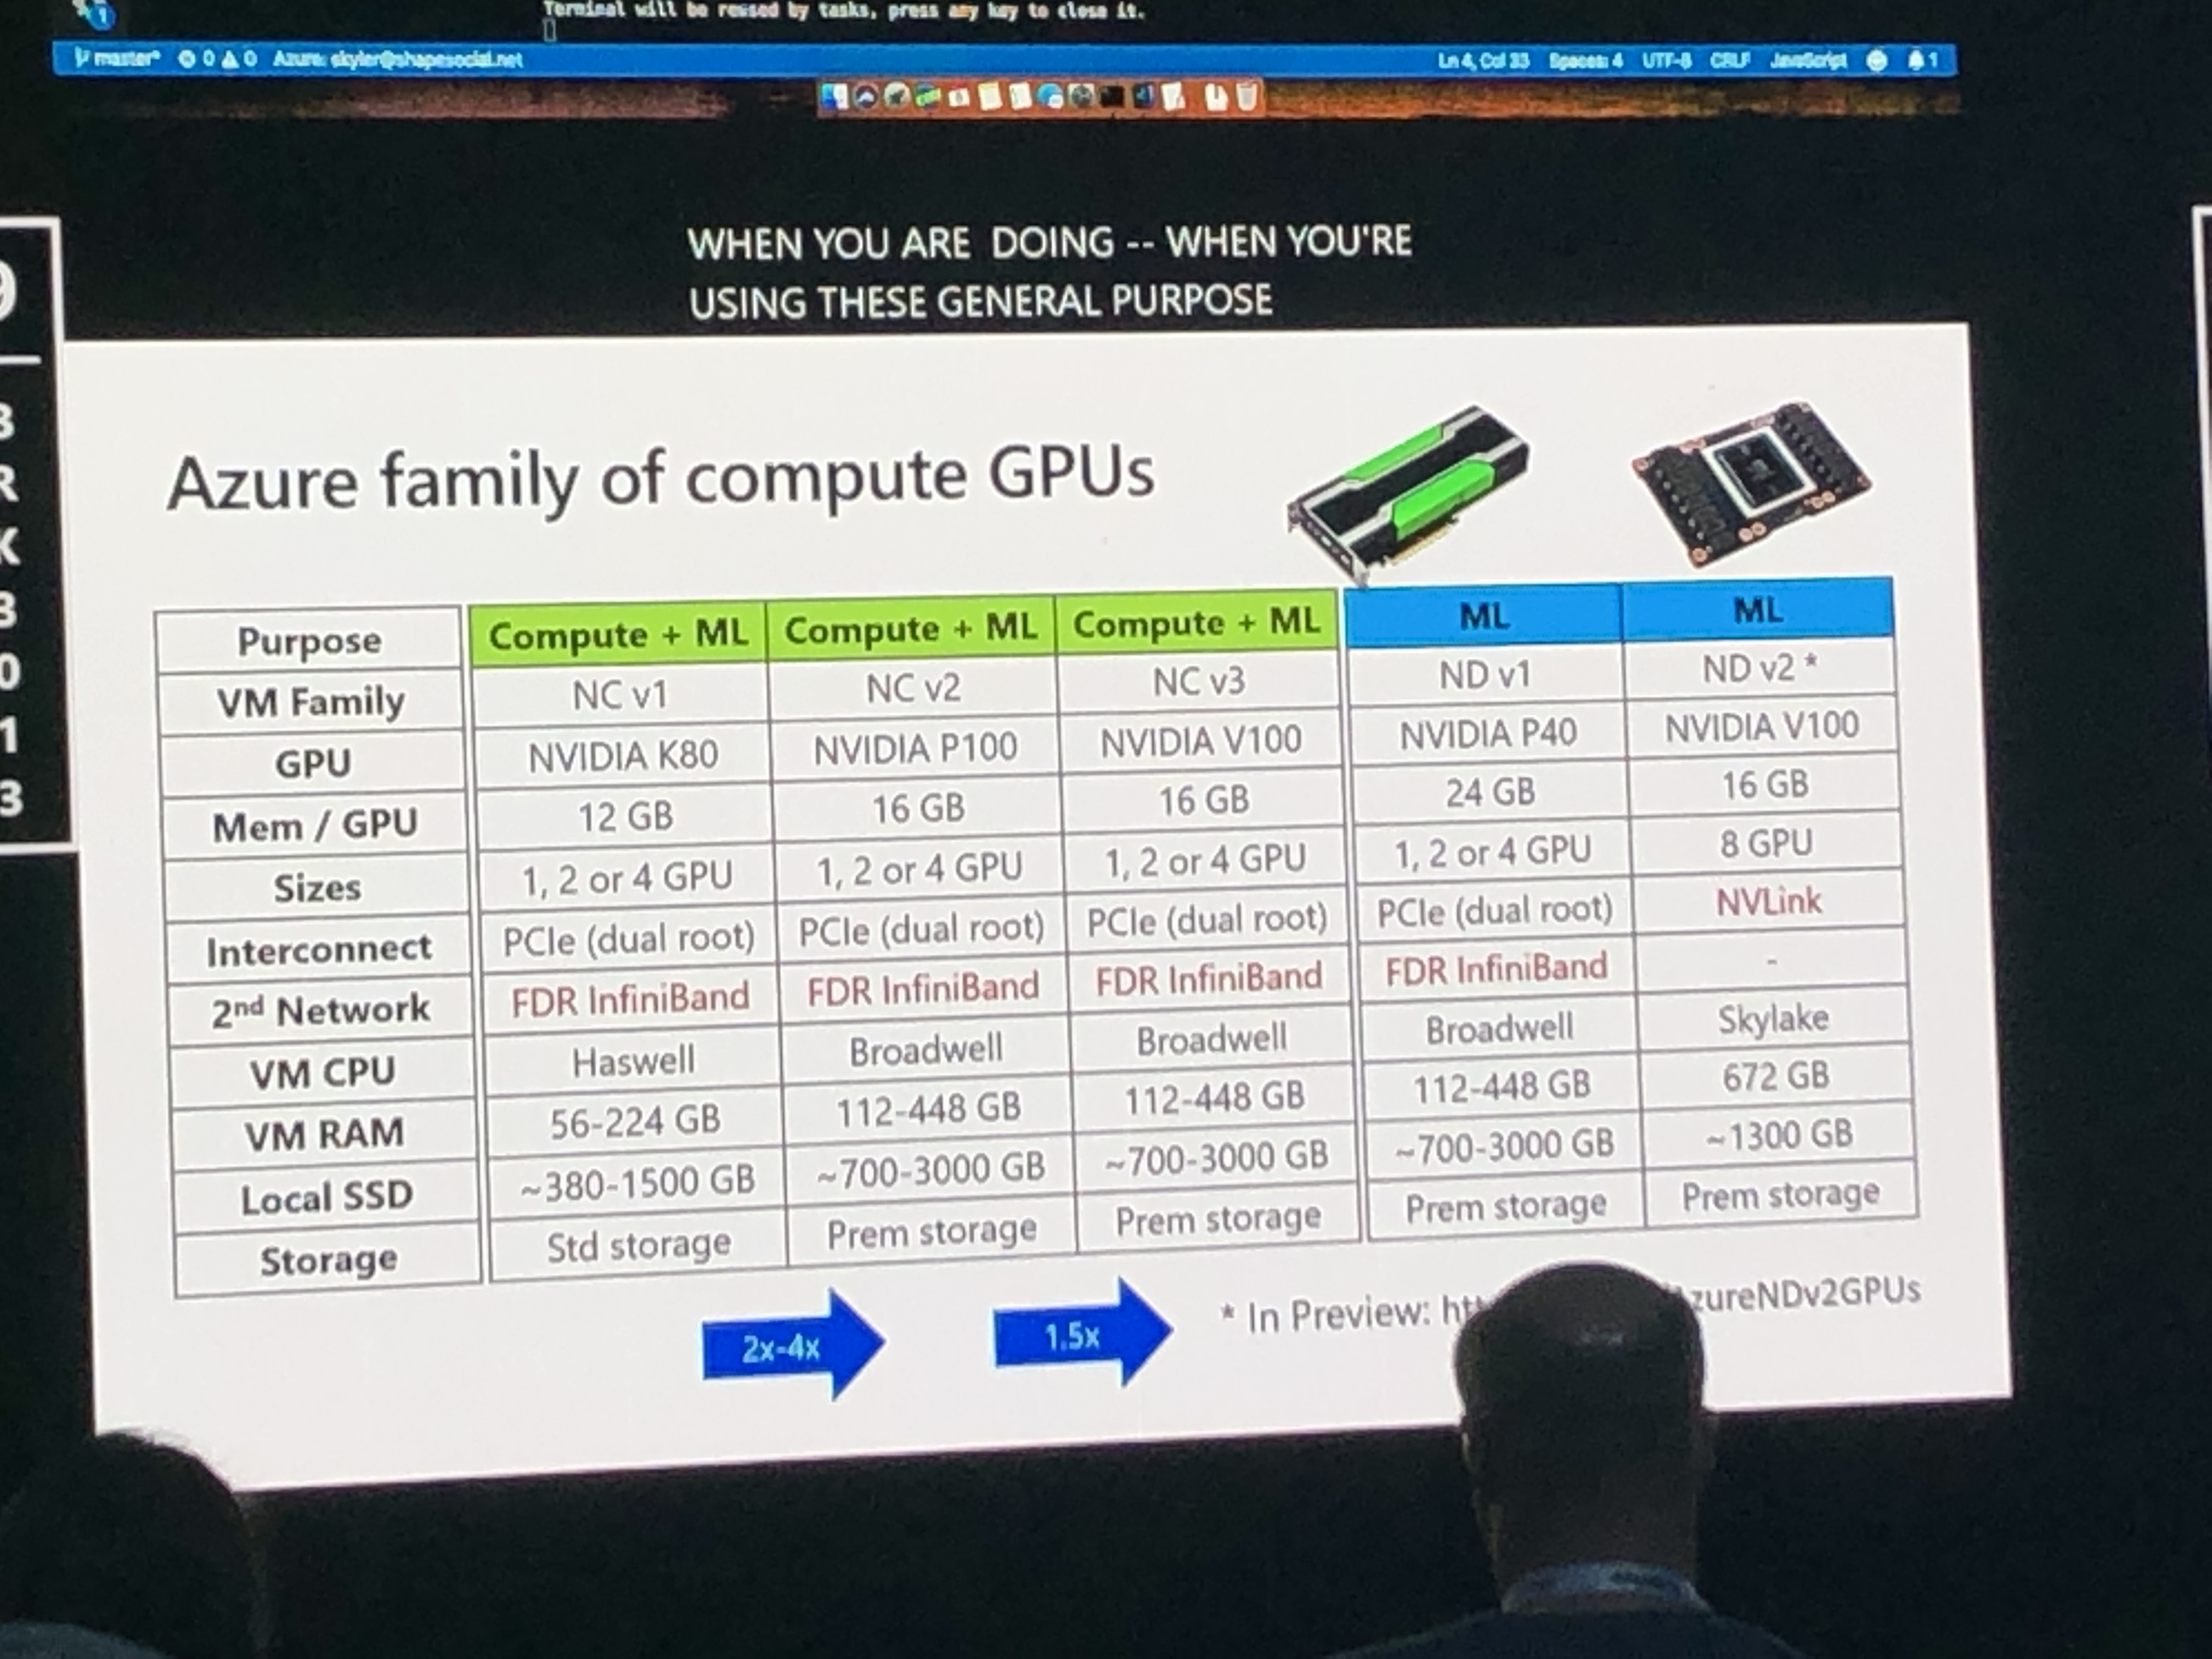 1
Terminal will be reused by tasks, press any key to close it.
master* 0 0 Azure: skyler@shapesocial.net Ln 4, Col 33 Spaces: 4 UTF-8 CRLF JavaScript 1
WHEN YOU ARE DOING -- WHEN YOU'RE
USING THESE GENERAL PURPOSE
9
B
R
K
3
0
1
3
Azure family of compute GPUs
Purpose Compute + ML Compute + ML Compute + ML ML ML
VM Family NC v1 NC v2 NC v3 ND v1 ND v2 *
GPU NVIDIA K80 NVIDIA P100 NVIDIA V100 NVIDIA P40 NVIDIA V100
Mem / GPU 12 GB 16 GB 16 GB 24 GB 16 GB
Sizes 1, 2 or 4 GPU 1, 2 or 4 GPU 1, 2 or 4 GPU 1, 2 or 4 GPU 8 GPU
Interconnect PCIe (dual root) PCIe (dual root) PCIe (dual root) PCIe (dual root) NVLink
2nd Network FDR InfiniBand FDR InfiniBand FDR InfiniBand FDR InfiniBand -
VM CPU Haswell Broadwell Broadwell Broadwell Skylake
VM RAM 56-224 GB 112-448 GB 112-448 GB 112-448 GB 672 GB
Local SSD ~380-1500 GB ~700-3000 GB ~700-3000 GB ~700-3000 GB ~1300 GB
Storage Std storage Prem storage Prem storage Prem storage Prem storage
2x-4x 1.5x * In Preview: zureNDv2GPUs